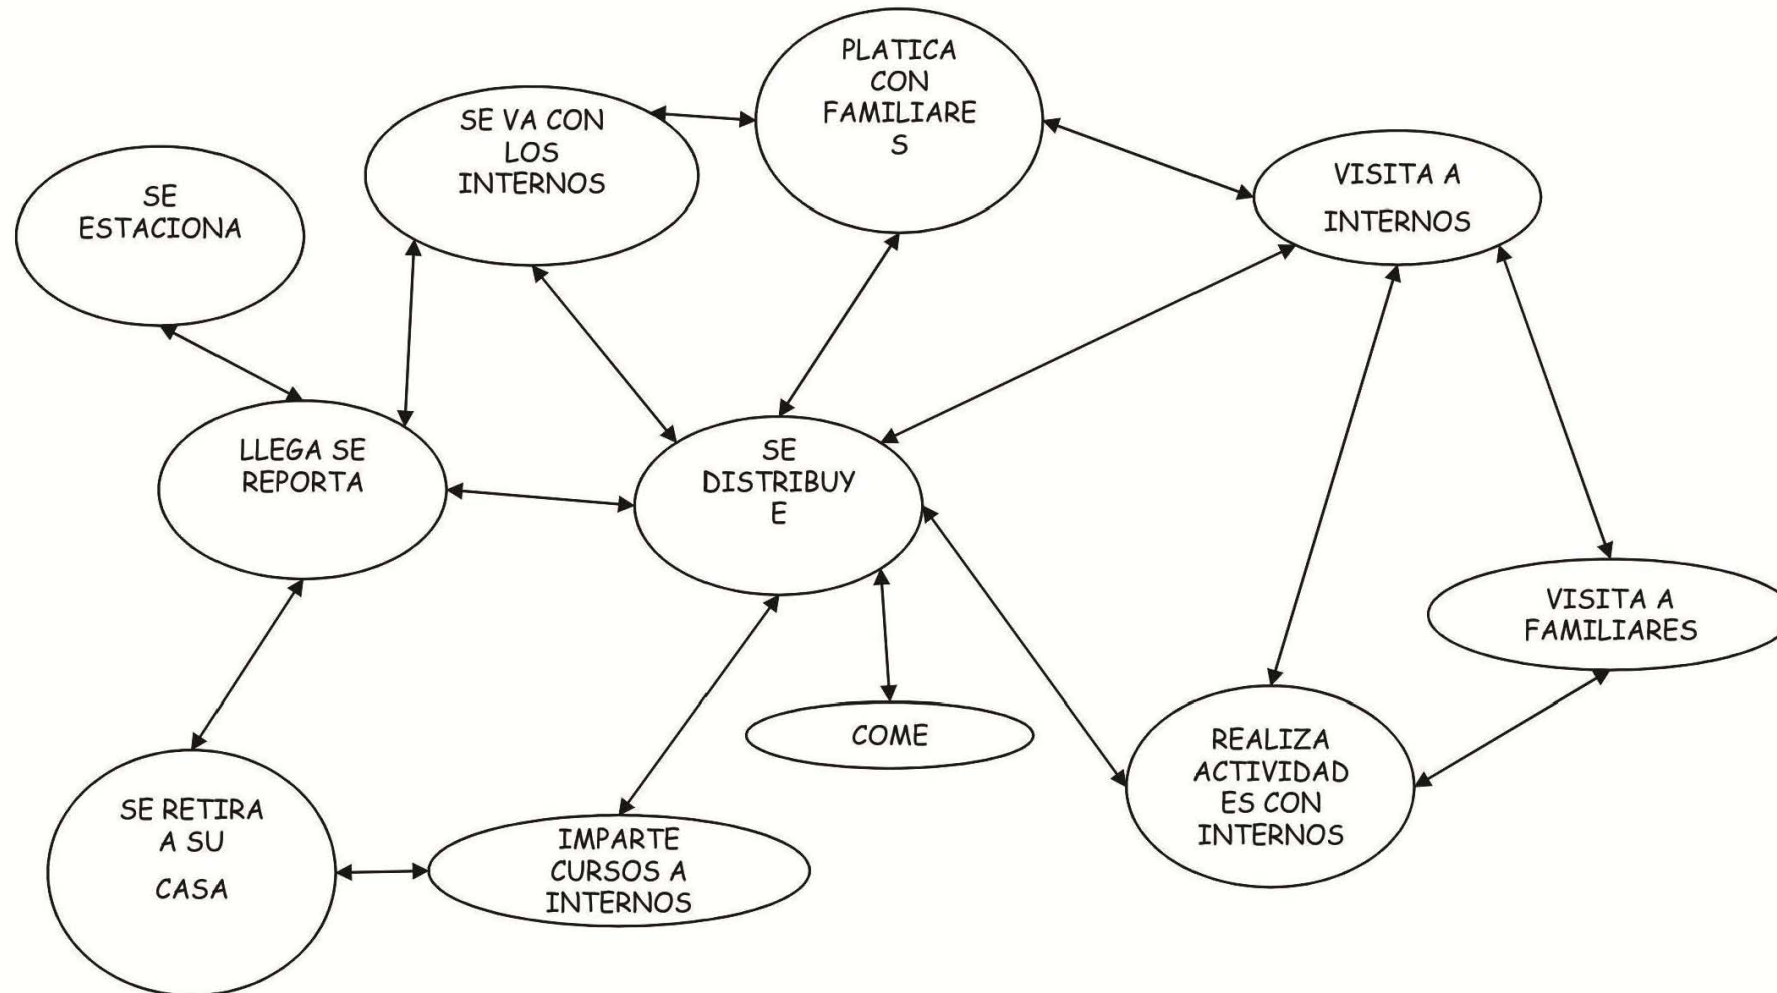 PLATICA
CON
FAMILIARE
S
SE VA CON
LOS
INTERNOS
VISITA A
INTERNOS
SE
ESTACIONA
LLEGA SE
REPORTA
SE
DISTRIBUY
E
VISITA A
FAMILIARES
COME
REALIZA
ACTIVIDAD
ES CON
INTERNOS
SE RETIRA
A SU
CASA
IMPARTE
CURSOS A
INTERNOS